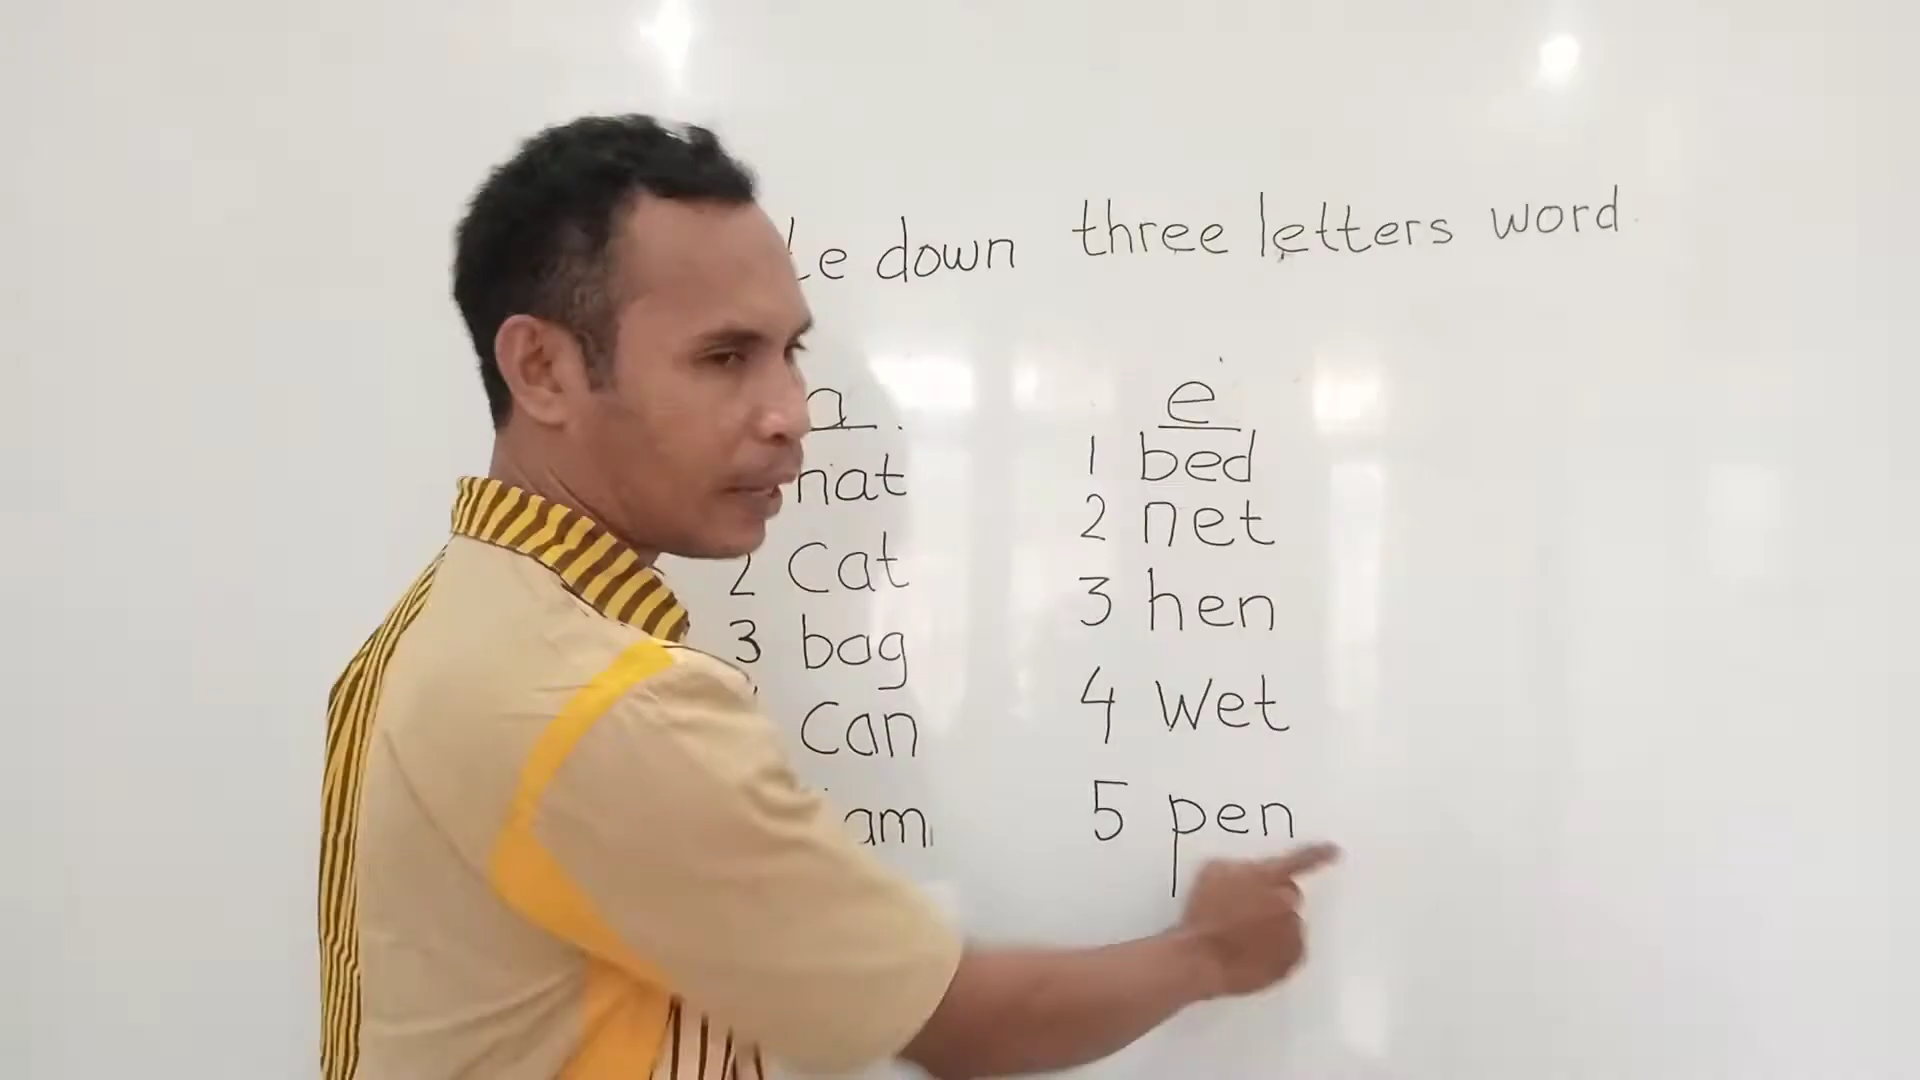 te down three letters word
a
nat
2 Cat
3 bag
Can
am
e
1 bed
2 net
3 hen
4 wet
5 pen